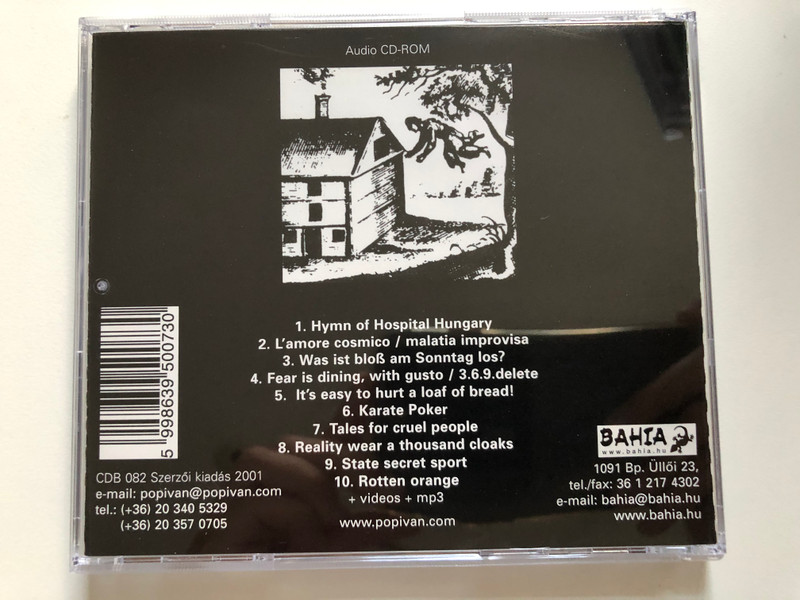 Audio CD-ROM
1. Hymn of Hospital Hungary
2. L'amore cosmico / malatia improvisa
3. Was ist bloß am Sonntag los?
4. Fear is dining, with gusto / 3.6.9.delete
5. It's easy to hurt a loaf of bread!
6. Karate Poker
7. Tales for cruel people
8. Reality wear a thousand cloaks
9. State secret sport
10. Rotten orange
+ videos + mp3
www.popivan.com
5 998639 500730
CDB 082 Szerzői kiadás 2001
e-mail: popivan@popivan.com
tel.: (+36) 20 340 5329
(+36) 20 357 0705
BAHIA
www.bahia.hu
1091 Bp. Üllői 23,
tel./fax: 36 1 217 4302
e-mail: bahia@bahia.hu
www.bahia.hu